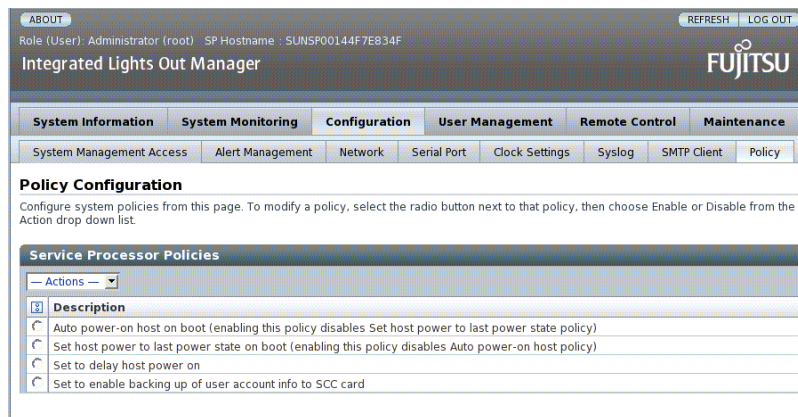 ABOUT
REFRESH LOG OUT
Role (User): Administrator (root) SP Hostname : SUNSP00144F7E834F
Integrated Lights Out Manager
FUJITSU
System Information System Monitoring Configuration User Management Remote Control Maintenance
System Management Access Alert Management Network Serial Port Clock Settings Syslog SMTP Client Policy
Policy Configuration
Configure system policies from this page. To modify a policy, select the radio button next to that policy, then choose Enable or Disable from the
Action drop down list.
Service Processor Policies
— Actions —
Description
Auto power-on host on boot (enabling this policy disables Set host power to last power state policy)
Set host power to last power state on boot (enabling this policy disables Auto power-on host policy)
Set to delay host power on
Set to enable backing up of user account info to SCC card